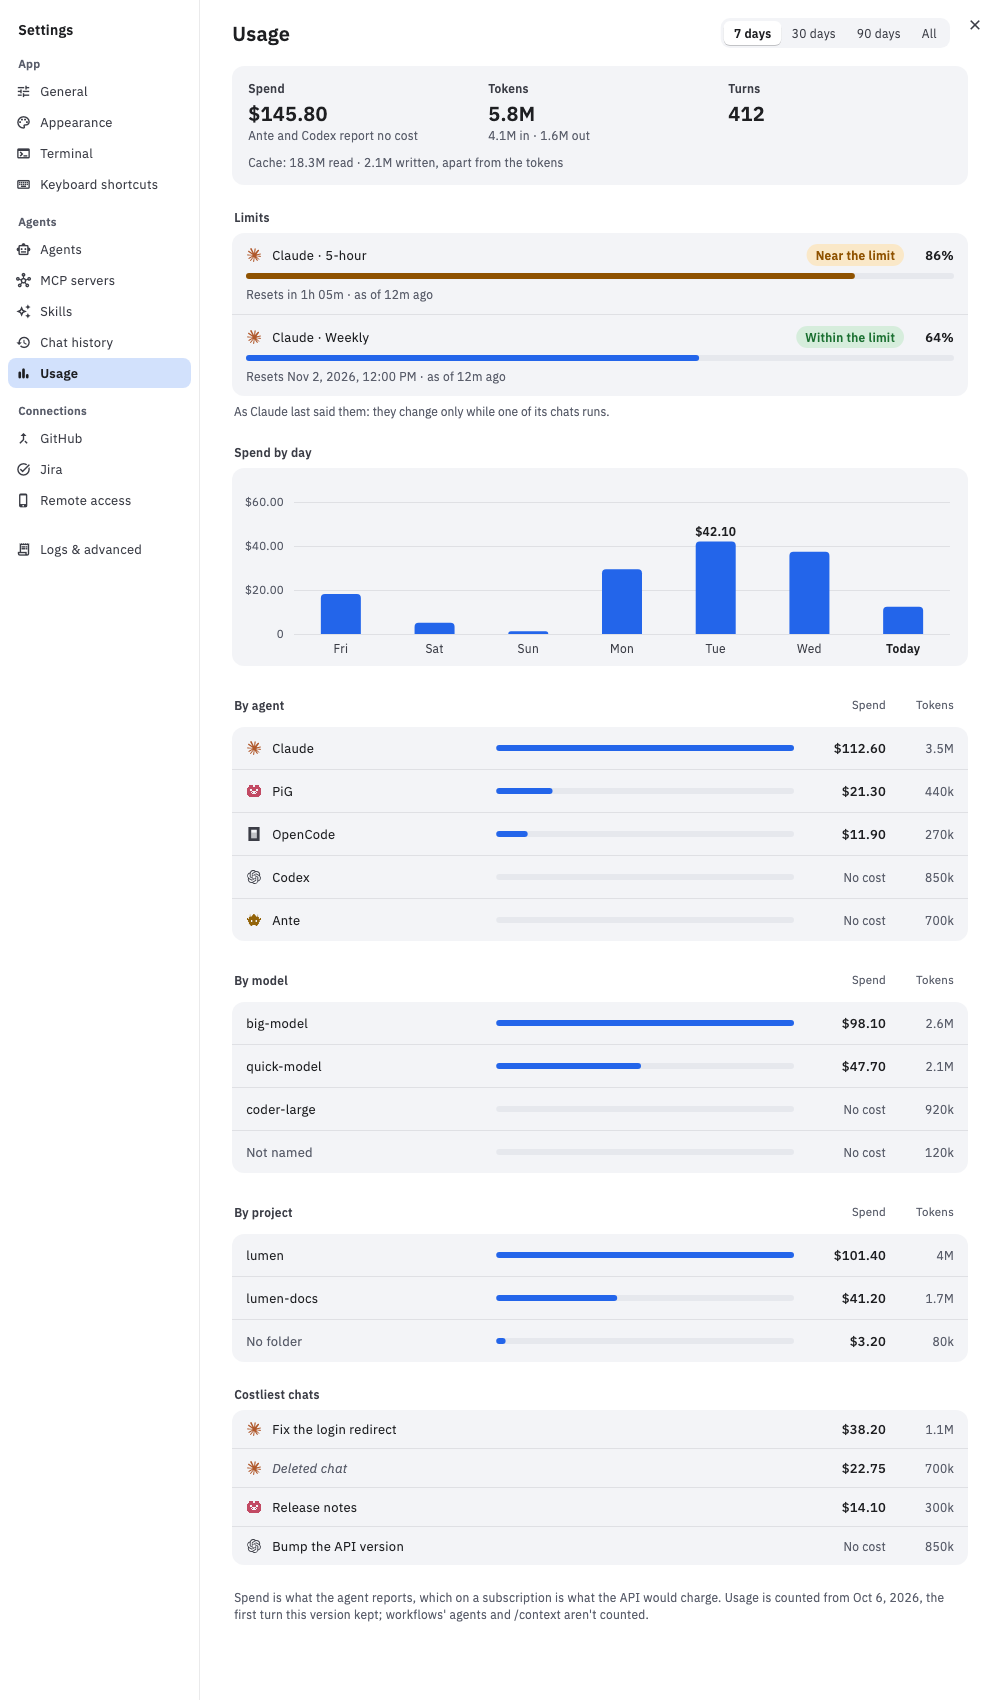 Settings
App
General
Appearance
Terminal
Keyboard shortcuts
Agents
Agents
MCP servers
Skills
Chat history
Usage
Connections
GitHub
Jira
Remote access
Logs & advanced
Usage
7 days 30 days 90 days All
Spend Tokens Turns
$145.80 5.8M 412
Ante and Codex report no cost 4.1M in · 1.6M out
Cache: 18.3M read · 2.1M written, apart from the tokens
Limits
Claude · 5-hour Near the limit 86%
Resets in 1h 05m · as of 12m ago
Claude · Weekly Within the limit 64%
Resets Nov 2, 2026, 12:00 PM · as of 12m ago
As Claude last said them: they change only while one of its chats runs.
Spend by day
$60.00
$42.10
$40.00
$20.00
0
Fri Sat Sun Mon Tue Wed Today
By agent Spend Tokens
Claude $112.60 3.5M
PiG $21.30 440k
OpenCode $11.90 270k
Codex No cost 850k
Ante No cost 700k
By model Spend Tokens
big-model $98.10 2.6M
quick-model $47.70 2.1M
coder-large No cost 920k
Not named No cost 120k
By project Spend Tokens
lumen $101.40 4M
lumen-docs $41.20 1.7M
No folder $3.20 80k
Costliest chats
Fix the login redirect $38.20 1.1M
Deleted chat $22.75 700k
Release notes $14.10 300k
Bump the API version No cost 850k
Spend is what the agent reports, which on a subscription is what the API would charge. Usage is counted from Oct 6, 2026, the
first turn this version kept; workflows' agents and /context aren't counted.